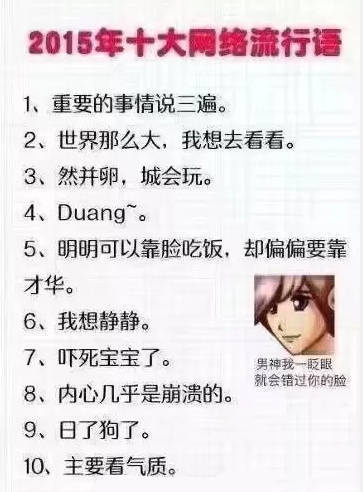 2015年十大网络流行语
1、重要的事情说三遍。
2、世界那么大，我想去看看。
3、然并卵，城会玩。
4、Duang~。
5、明明可以靠脸吃饭，却偏偏要靠
才华。
6、我想静静。
7、吓死宝宝了。
8、内心几乎是崩溃的。
9、日了狗了。
10、主要看气质。
男神我一眨眼
就会错过你的脸